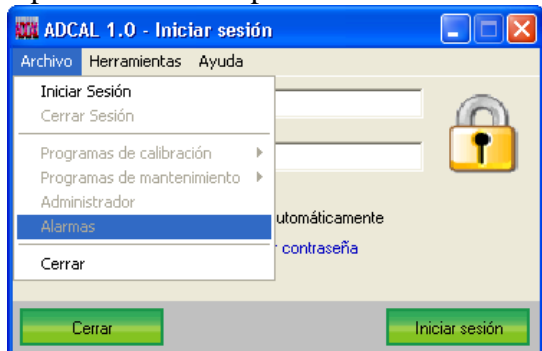 ADCAL 1.0 - Iniciar sesión
Archivo Herramientas Ayuda
Iniciar Sesión
Cerrar Sesión
Programas de calibración
Programas de mantenimiento
Administrador
Alarmas
Cerrar
utomáticamente
contraseña
Cerrar
Iniciar sesión